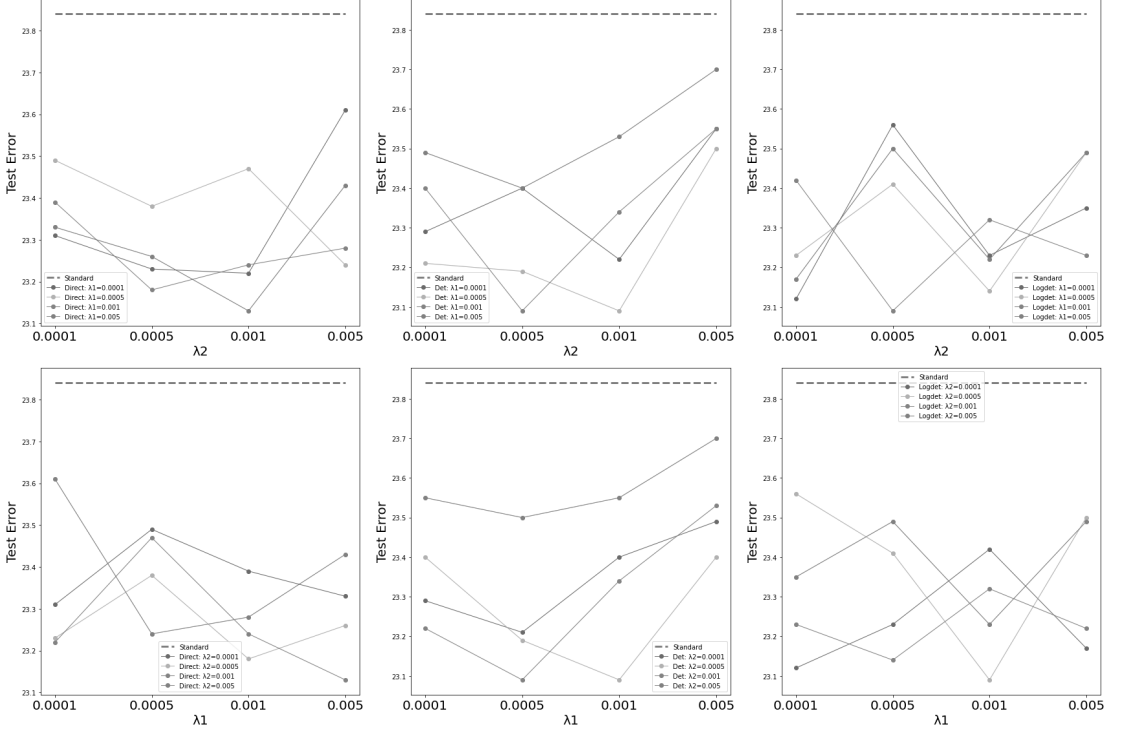 23.8
23.7
23.6
23.5
23.4
23.3
23.2
23.1
Test Error
Standard
Direct: λ1=0.0001
Direct: λ1=0.0005
Direct: λ1=0.001
Direct: λ1=0.005
0.0001 0.0005 0.001 0.005
λ2
23.8
23.7
23.6
23.5
23.4
23.3
23.2
23.1
Test Error
Standard
Det: λ1=0.0001
Det: λ1=0.0005
Det: λ1=0.001
Det: λ1=0.005
0.0001 0.0005 0.001 0.005
λ2
23.8
23.7
23.6
23.5
23.4
23.3
23.2
23.1
Test Error
Standard
Logdet: λ1=0.0001
Logdet: λ1=0.0005
Logdet: λ1=0.001
Logdet: λ1=0.005
0.0001 0.0005 0.001 0.005
λ2
23.8
23.7
23.6
23.5
23.4
23.3
23.2
23.1
Test Error
Standard
Direct: λ2=0.0001
Direct: λ2=0.0005
Direct: λ2=0.001
Direct: λ2=0.005
0.0001 0.0005 0.001 0.005
λ1
23.8
23.7
23.6
23.5
23.4
23.3
23.2
23.1
Test Error
Standard
Det: λ2=0.0001
Det: λ2=0.0005
Det: λ2=0.001
Det: λ2=0.005
0.0001 0.0005 0.001 0.005
λ1
Standard
Logdet: λ2=0.0001
Logdet: λ2=0.0005
Logdet: λ2=0.001
Logdet: λ2=0.005
23.8
23.7
23.6
23.5
23.4
23.3
23.2
23.1
Test Error
0.0001 0.0005 0.001 0.005
λ1